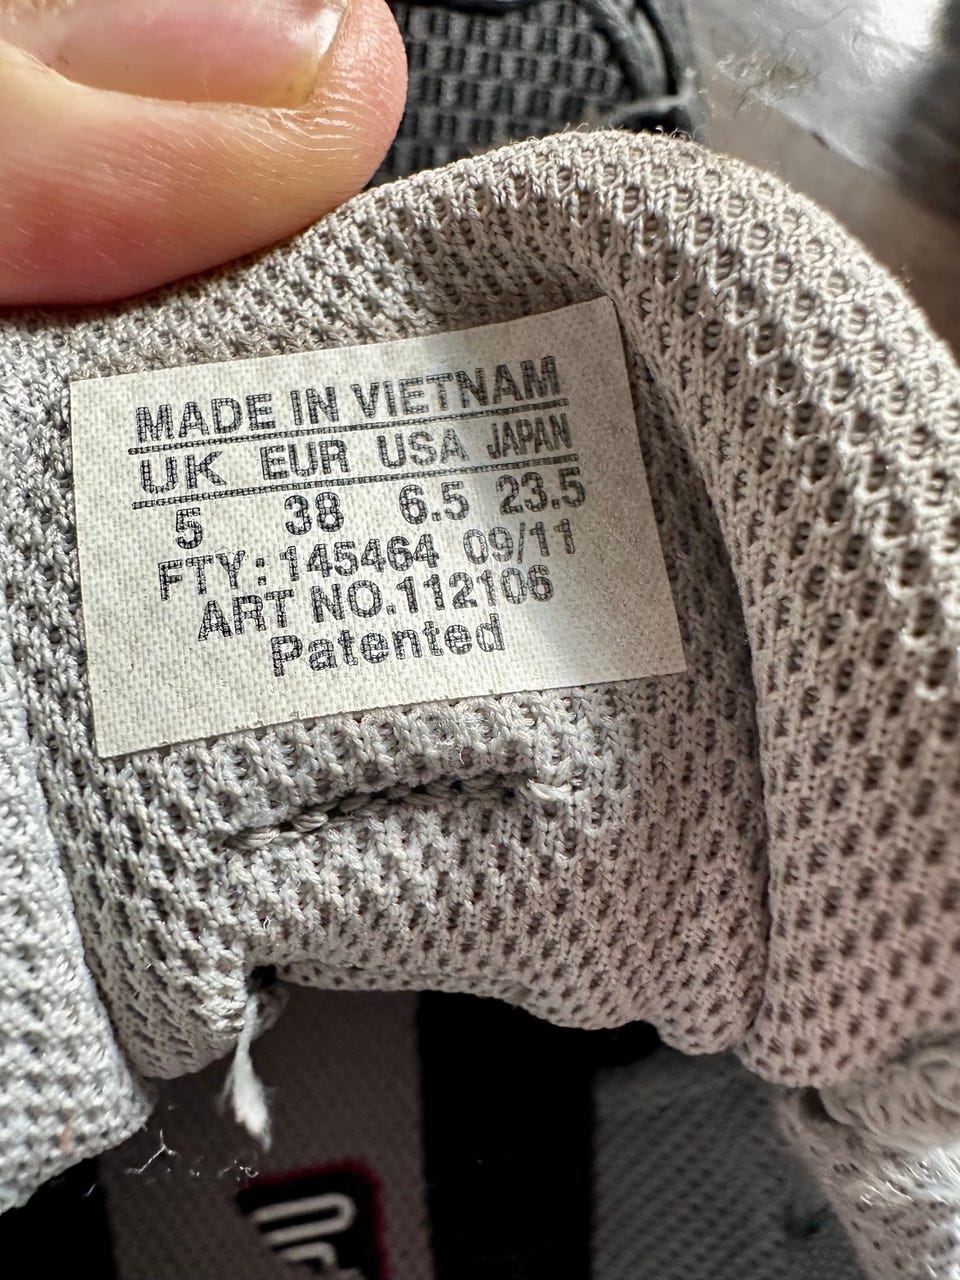 MADE IN VIETNAM
UK EUR USA JAPAN
5 38 6.5 23.5
FTY:145464 09/11
ART NO.112106
Patented